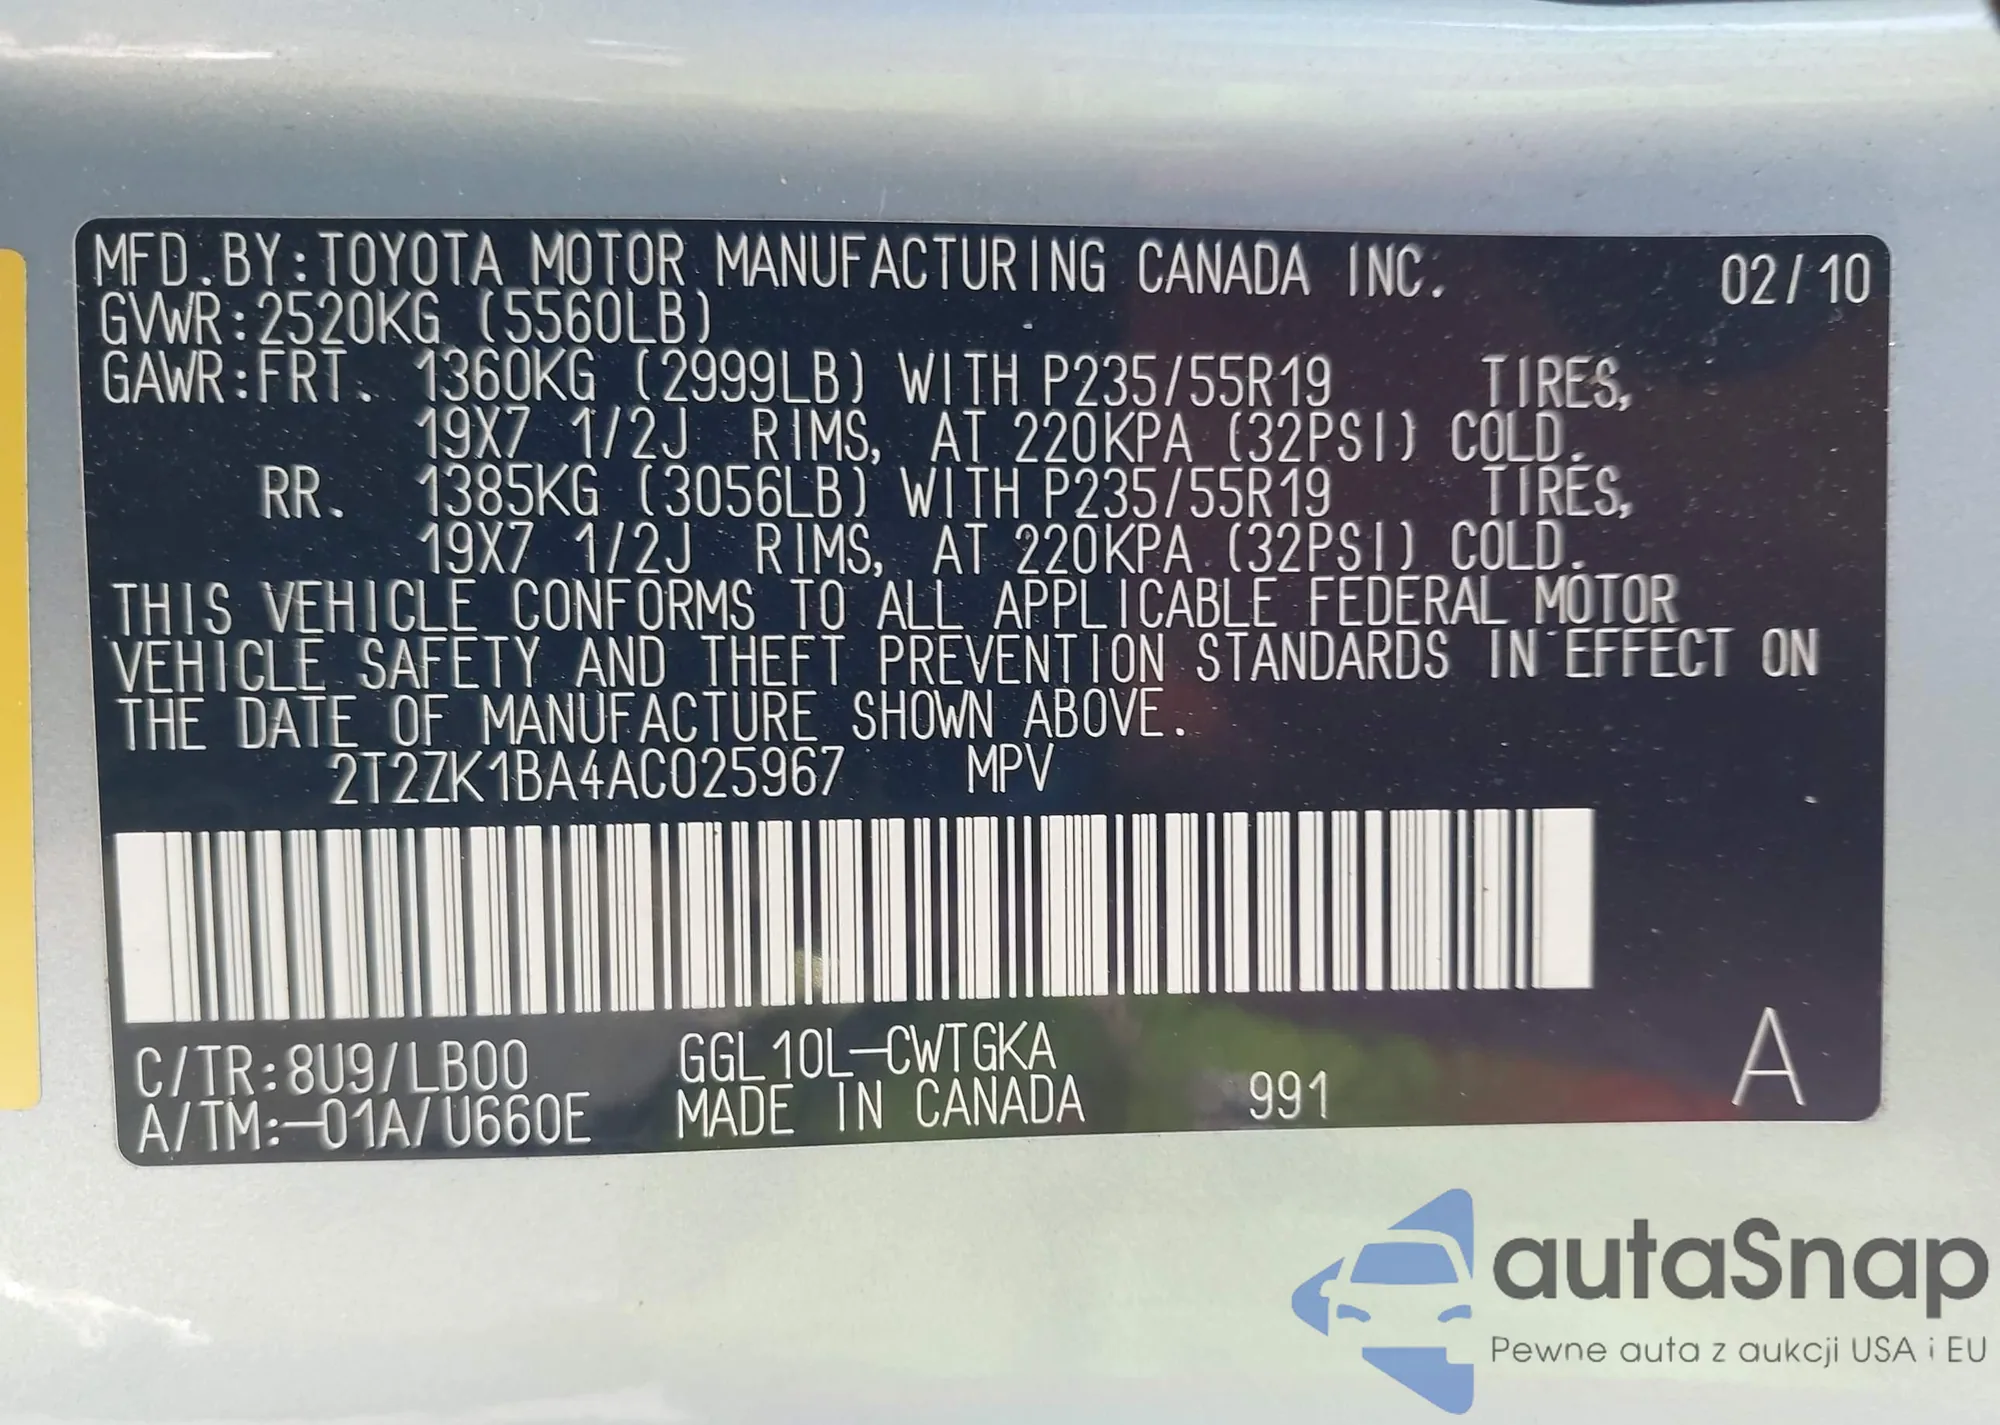 MFD.BY:TOYOTA MOTOR MANUFACTURING CANADA INC. 02/10
GVWR:2520KG (5560LB)
GAWR:FRT. 1360KG (2999LB) WITH P235/55R19 TIRES,
19X7 1/2J RIMS, AT 220KPA (32PSI) COLD.
RR. 1385KG (3056LB) WITH P235/55R19 TIRES,
19X7 1/2J RIMS, AT 220KPA (32PSI) COLD.
THIS VEHICLE CONFORMS TO ALL APPLICABLE FEDERAL MOTOR
VEHICLE SAFETY AND THEFT PREVENTION STANDARDS IN EFFECT ON
THE DATE OF MANUFACTURE SHOWN ABOVE.
2T2ZK1BA4AC025967 MPV
C/TR:8U9/LB00 GGL10L-CWTGKA A
A/TM:-01A/U660E MADE IN CANADA 991
autaSnap
Pewne auta z aukcji USA i EU